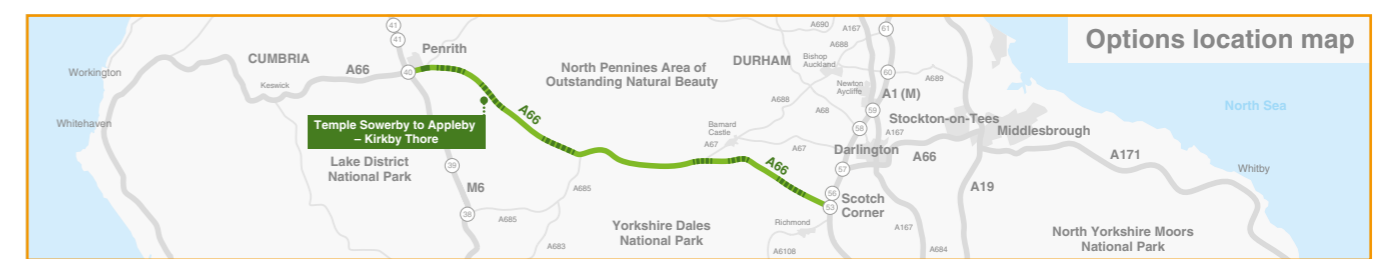 Options location map
A690
A167
61
41
41
A688
Penrith
CUMBRIA
DURHAM
Bishop
Auckland
60
A66
40
North Pennines Area of
Outstanding Natural Beauty
Workington
Keswick
A689
Newton
Aycliffe
A1 (M)
A688
A68
North Sea
A66
59
Stockton-on-Tees
Whitehaven
Temple Sowerby to Appleby
– Kirkby Thore
Barnard
Castle
58
A167
Middlesbrough
A67
A67
Darlington
A66
A171
Lake District
National Park
39
A66
57
Whitby
M6
A685
56
53
Scotch
Corner
A19
38
A685
Richmond
A167
Yorkshire Dales
National Park
North Yorkshire Moors
National Park
A683
A6108
A684